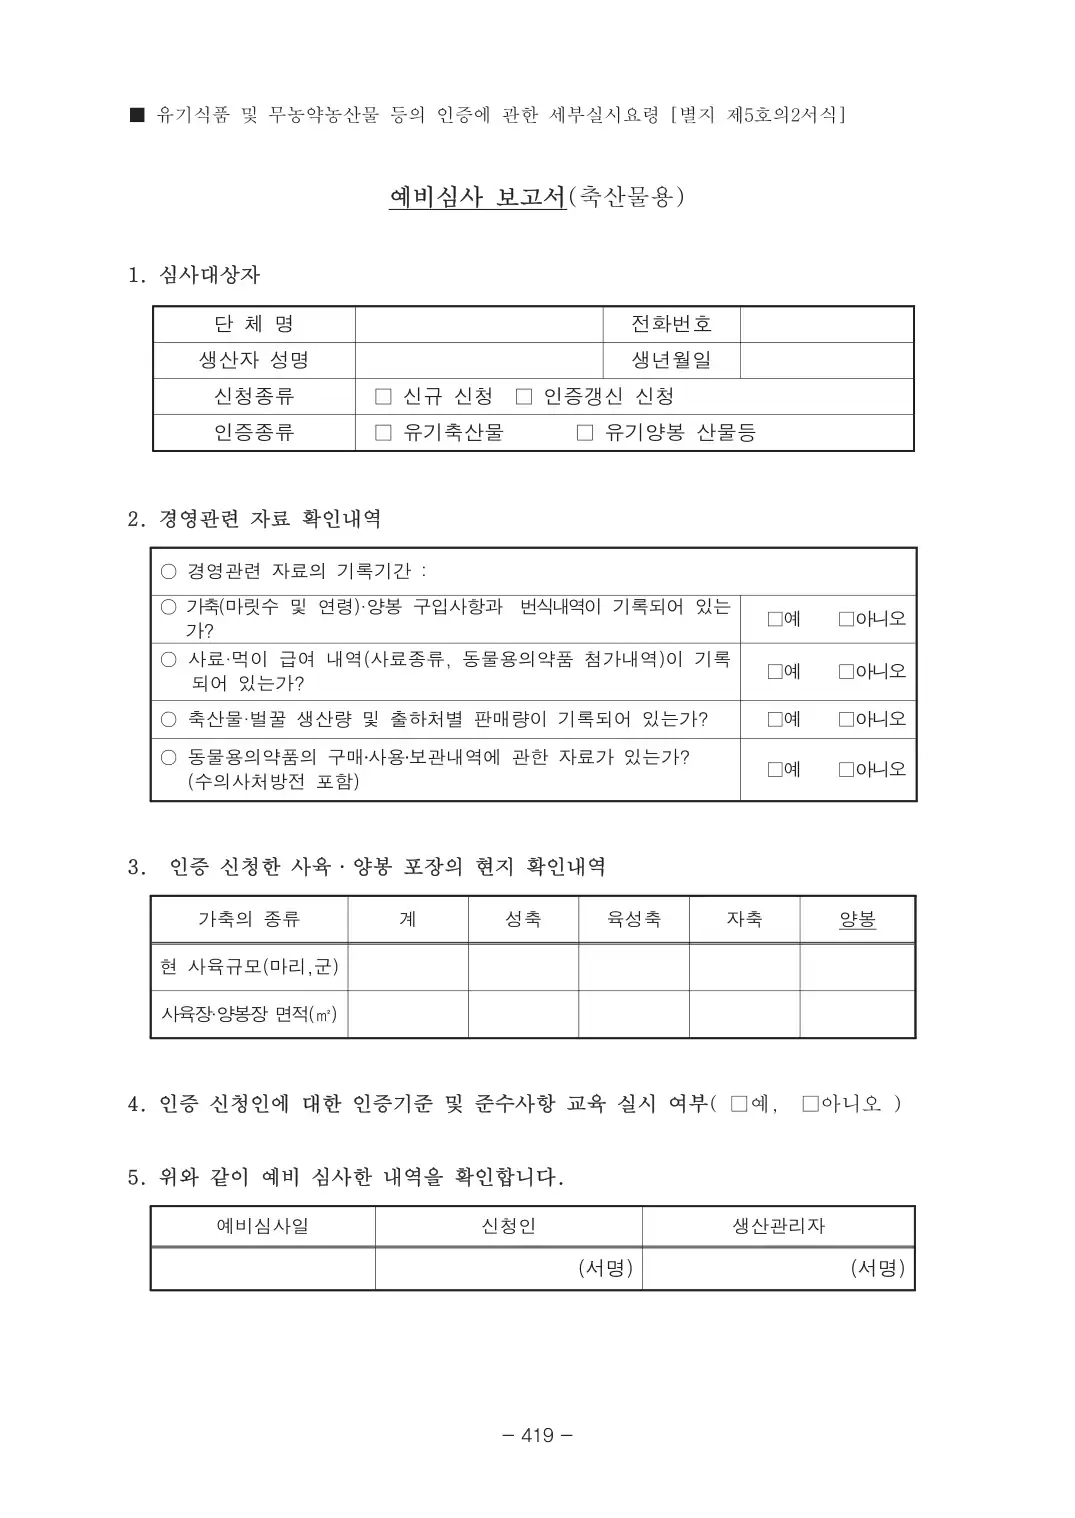 ■ 유기식품 및 무농약농산물 등의 인증에 관한 세부실시요령 [별지 제5호의2서식]
예비심사 보고서(축산물용)
1. 심사대상자
단 체 명 전화번호
생산자 성명 생년월일
신청종류 □ 신규 신청 □ 인증갱신 신청
인증종류 □ 유기축산물 □ 유기양봉 산물등
2. 경영관련 자료 확인내역
○ 경영관련 자료의 기록기간 :
○ 가축(마릿수 및 연령)·양봉 구입사항과 번식내역이 기록되어 있는
가? □예 □아니오
○ 사료·먹이 급여 내역(사료종류, 동물용의약품 첨가내역)이 기록
되어 있는가? □예 □아니오
○ 축산물·벌꿀 생산량 및 출하처별 판매량이 기록되어 있는가? □예 □아니오
○ 동물용의약품의 구매·사용·보관내역에 관한 자료가 있는가?
(수의사처방전 포함) □예 □아니오
3. 인증 신청한 사육·양봉 포장의 현지 확인내역
가축의 종류 계 성축 육성축 자축 양봉
현 사육규모(마리,군)
사육장·양봉장 면적(㎡)
4. 인증 신청인에 대한 인증기준 및 준수사항 교육 실시 여부( □예, □아니오 )
5. 위와 같이 예비 심사한 내역을 확인합니다.
예비심사일 신청인 생산관리자
(서명) (서명)
- 419 -